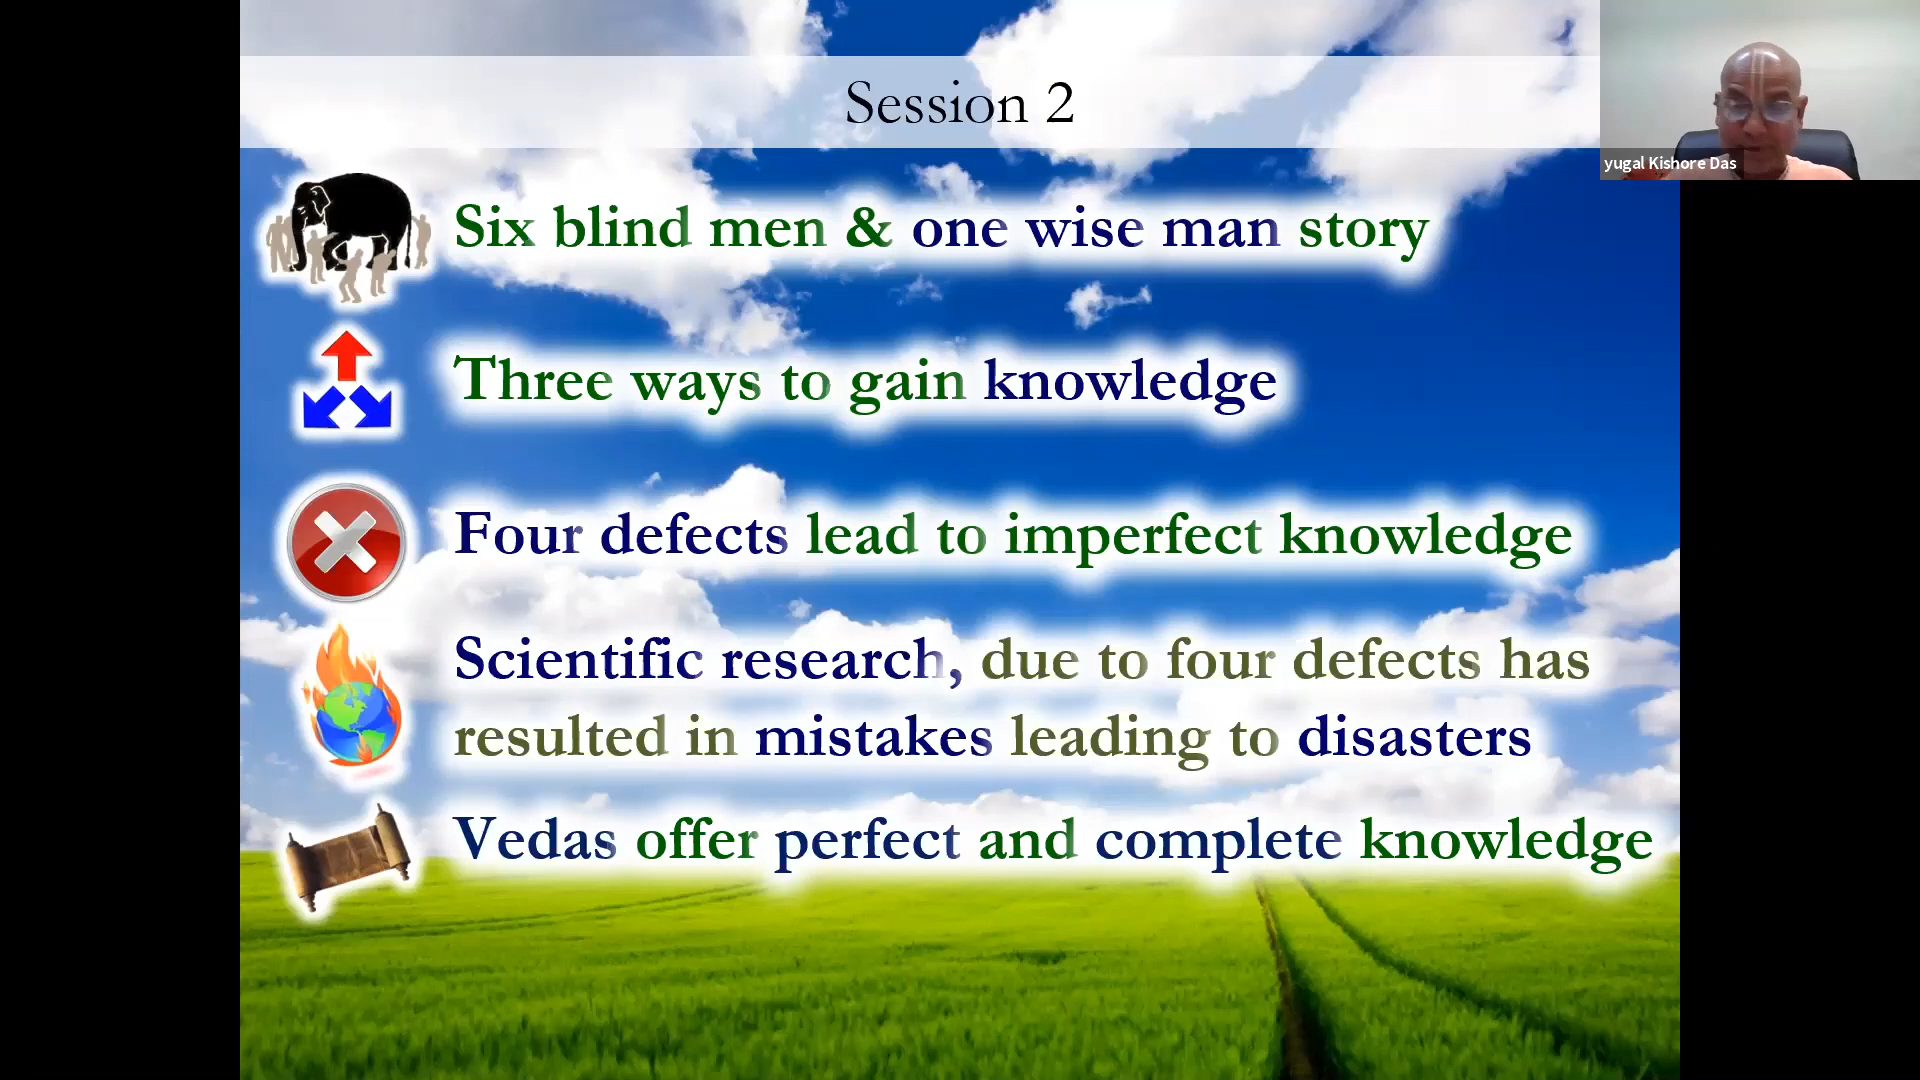 Session 2
yugal Kishore Das
Six blind men & one wise man story
Three ways to gain knowledge
Four defects lead to imperfect knowledge
Scientific research, due to four defects has
resulted in mistakes leading to disasters
Vedas offer perfect and complete knowledge